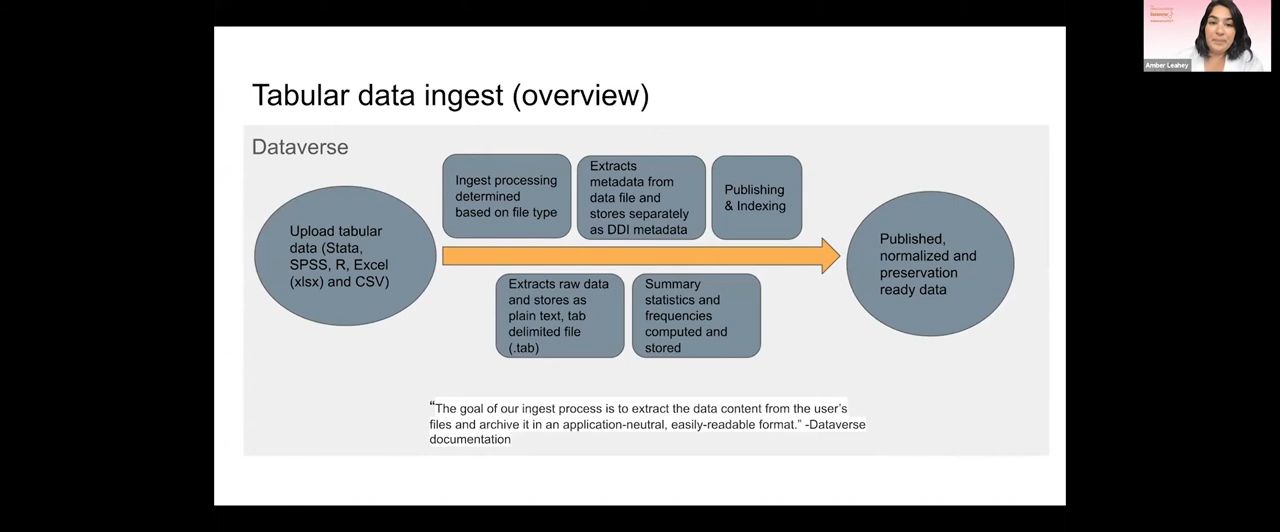 Tabular data ingest (overview)
Dataverse
Upload tabular
data (Stata,
SPSS, R, Excel
(xlsx) and CSV)
Ingest processing
determined
based on file type
Extracts
metadata from
data file and
stores separately
as DDI metadata
Publishing
& Indexing
Extracts raw data
and stores as
plain text, tab
delimited file
(.tab)
Summary
statistics and
frequencies
computed and
stored
Published,
normalized and
preservation
ready data
“The goal of our ingest process is to extract the data content from the user’s
files and archive it in an application-neutral, easily-readable format.” -Dataverse
documentation
Amber Leahey